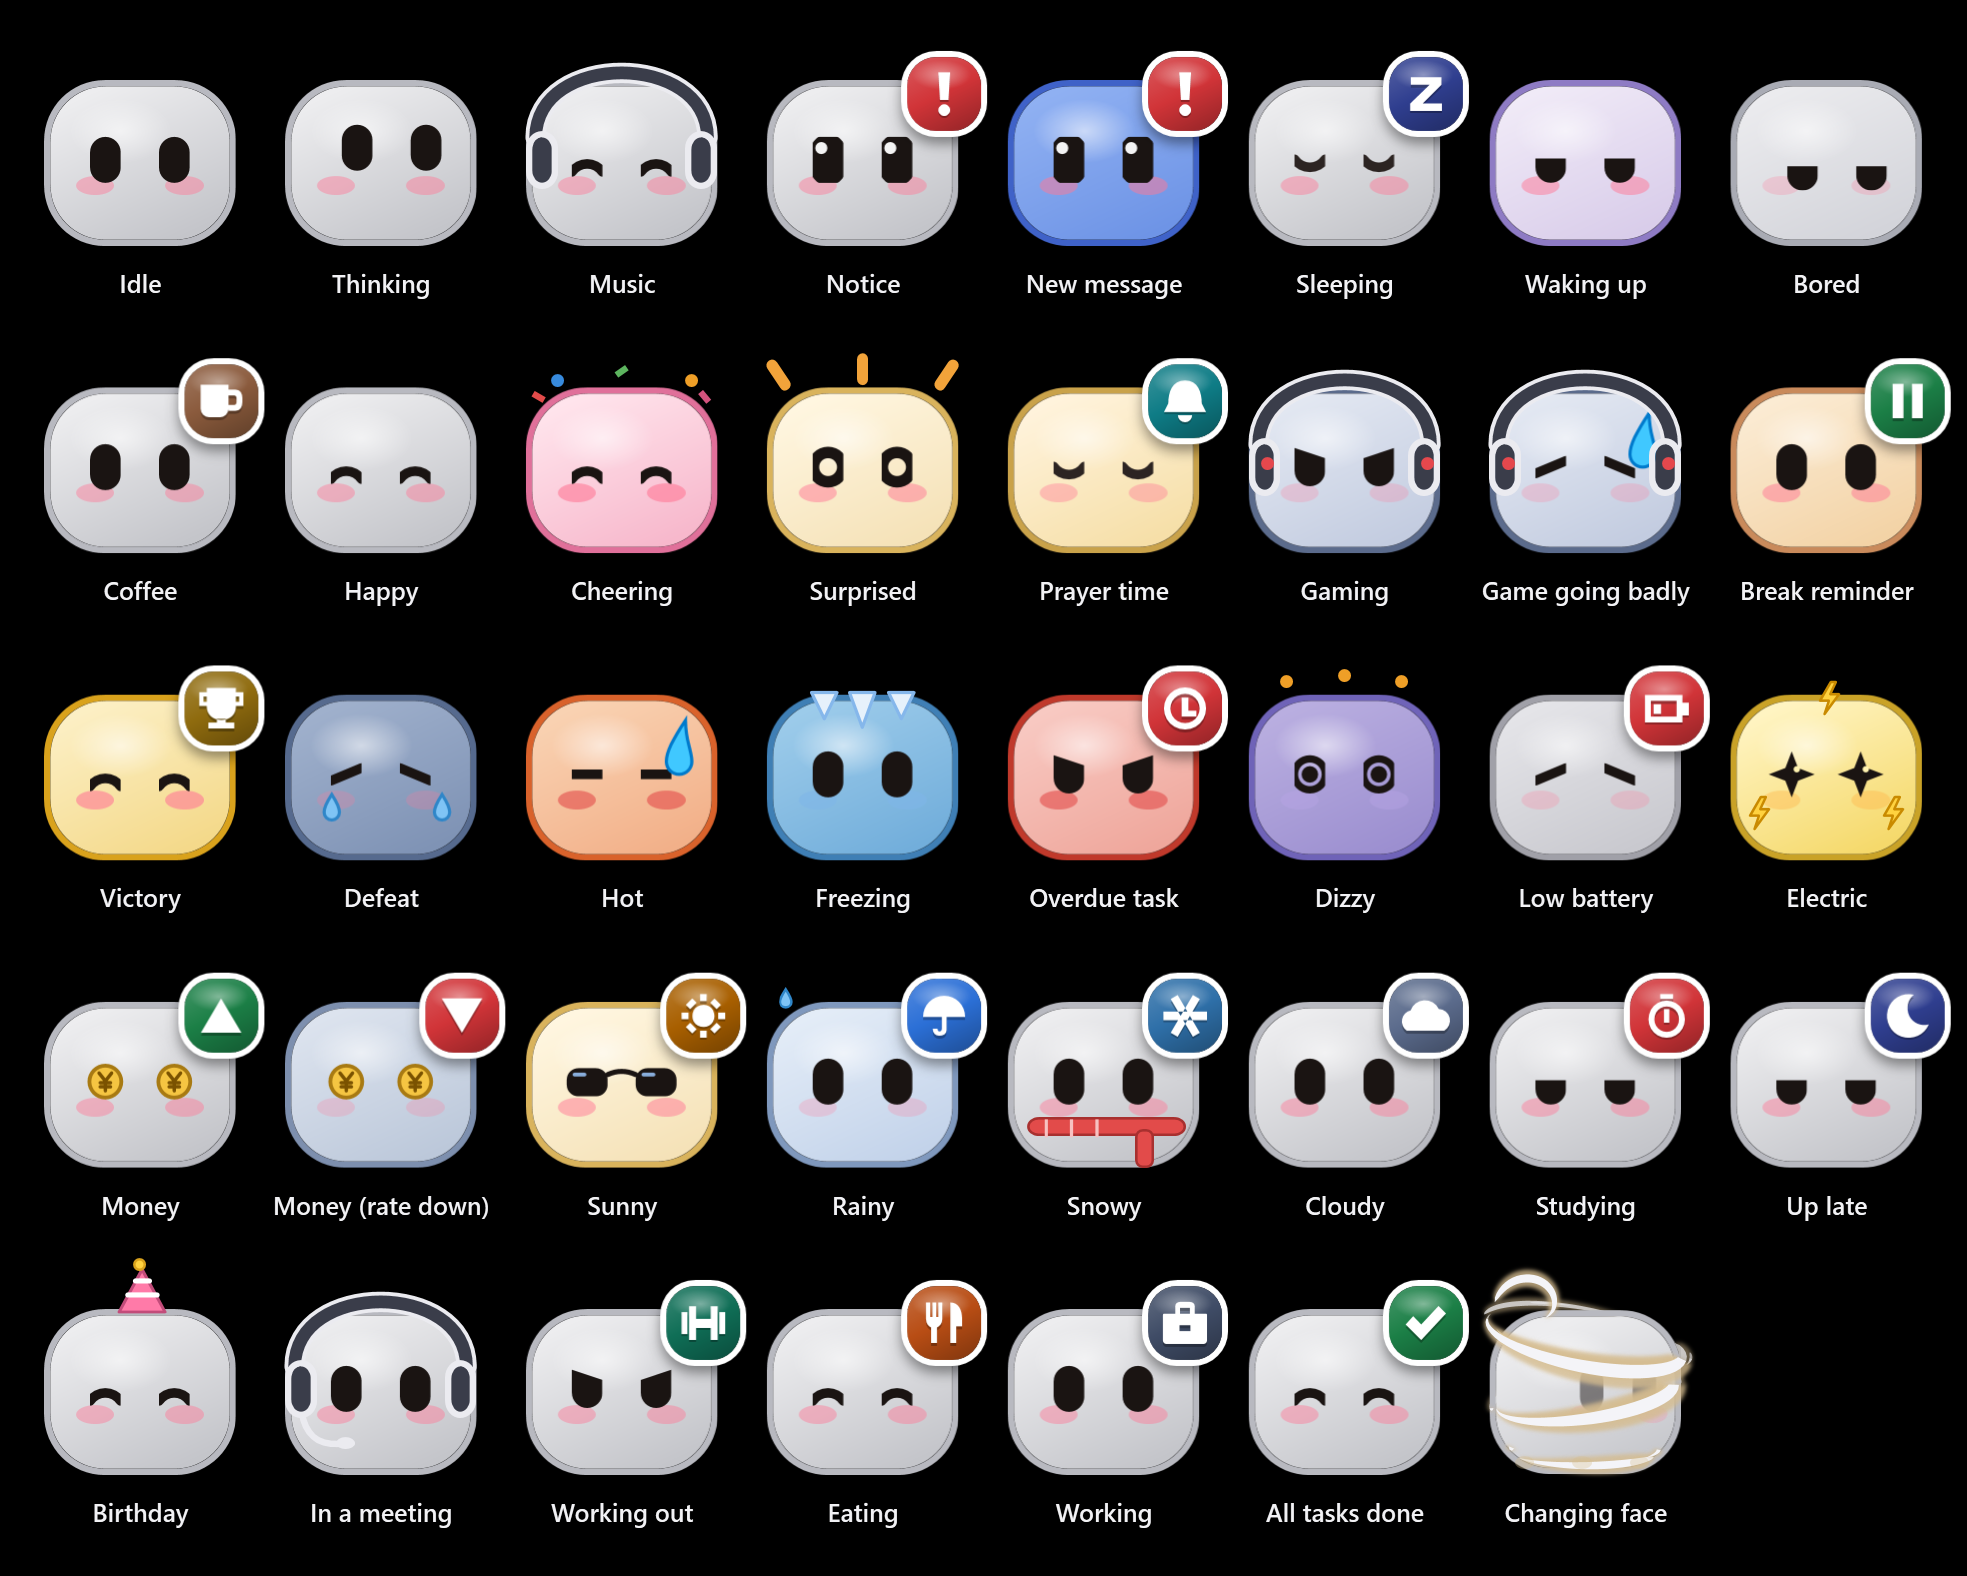 Idle
Thinking
Music
!
Notice
!
New message
Z
Sleeping
Waking up
Bored
Coffee
Happy
Cheering
Surprised
Prayer time
Gaming
Game going badly
Break reminder
Victory
Defeat
Hot
Freezing
Overdue task
Dizzy
Low battery
Electric
¥ ¥
Money
¥ ¥
Money (rate down)
Sunny
Rainy
Snowy
Cloudy
Studying
Up late
Birthday
In a meeting
Working out
Eating
Working
All tasks done
Changing face